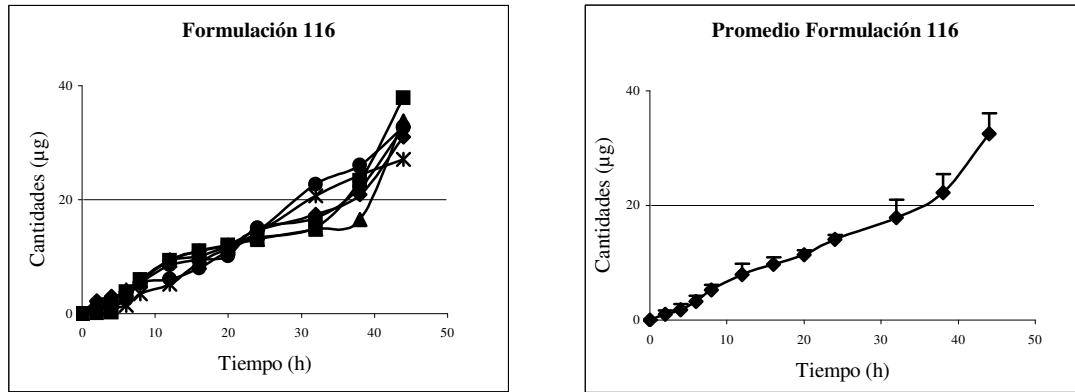 Formulación 116
Cantidades (µg)
40
20
0
0 10 20 30 40 50
Tiempo (h)
Promedio Formulación 116
Cantidades (µg)
40
20
0
0 10 20 30 40 50
Tiempo (h)